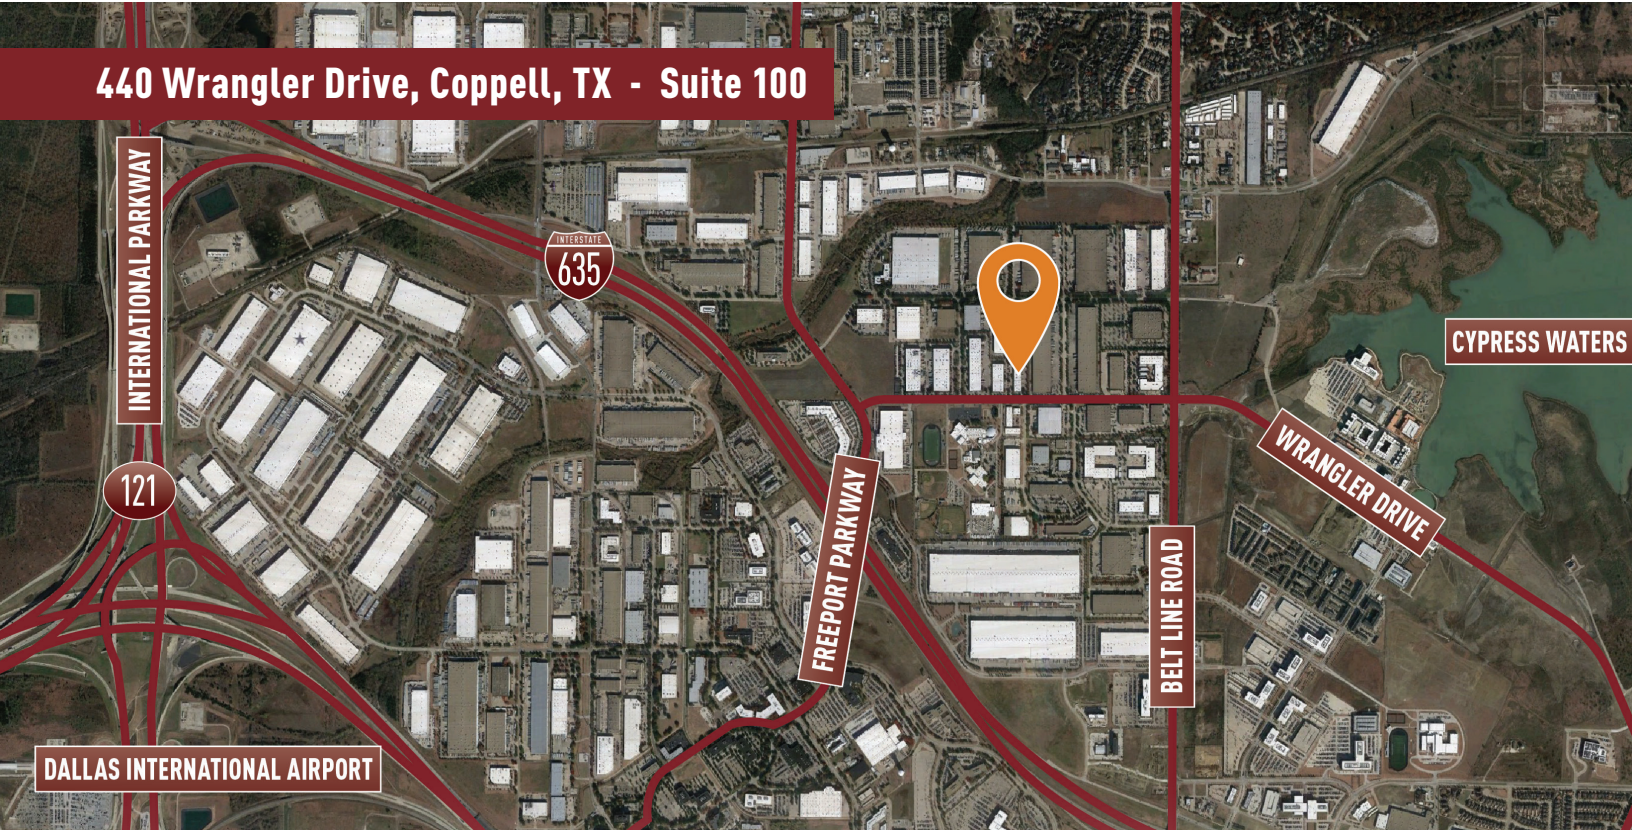 440 Wrangler Drive, Coppell, TX - Suite 100
INTERNATIONAL PARKWAY
INTERSTATE
635
CYPRESS WATERS
121
WRANGLER DRIVE
FREEPORT PARKWAY
BELT LINE ROAD
DALLAS INTERNATIONAL AIRPORT